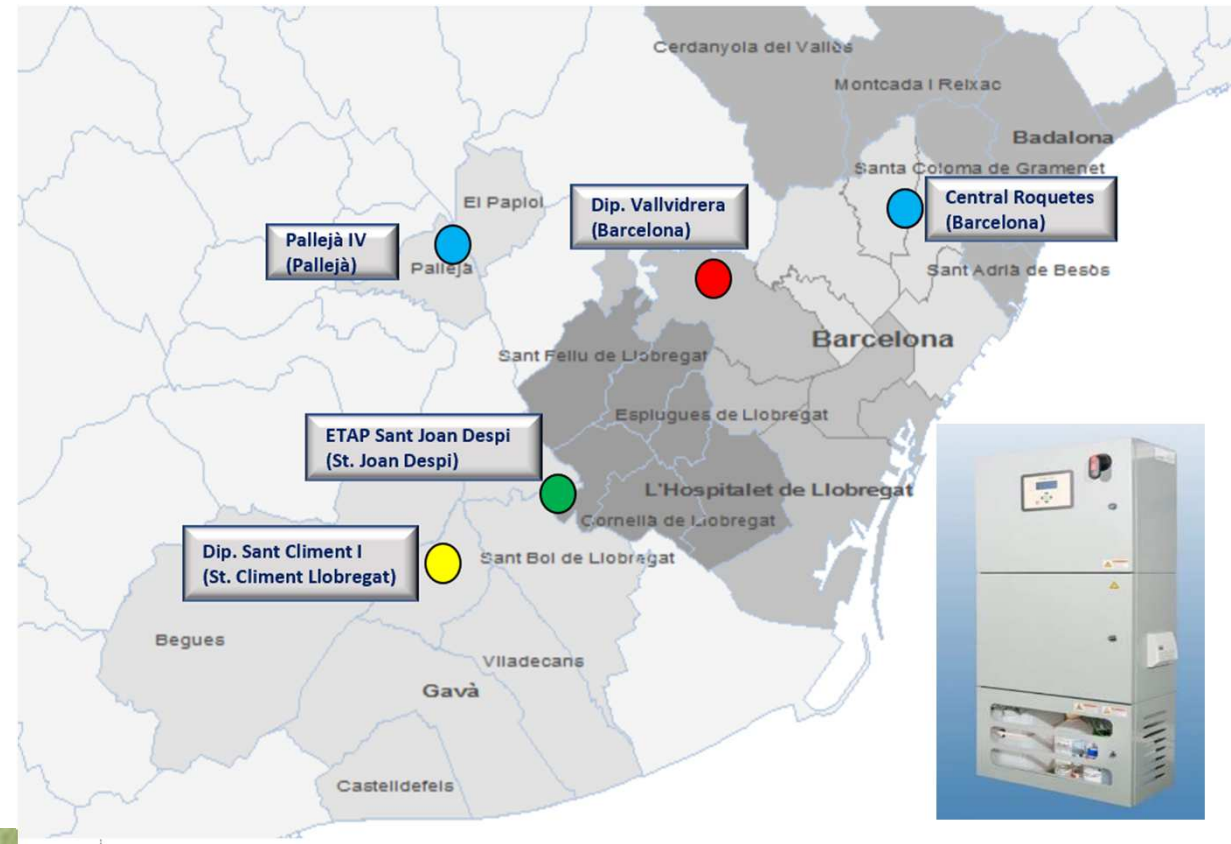 Cerdanyola del Vallès
Montcada I Reixac
Badalona
Santa Coloma de Gramenet
Central Roquetes
(Barcelona)
Dip. Vallvidrera
(Barcelona)
El Papiol
Pallejà IV
(Pallejà)
Pallejà
Sant Adrià de Besòs
Barcelona
Sant Feliu de Llobregat
Esplugues de Llobregat
ETAP Sant Joan Despi
(St. Joan Despi)
L'Hospitalet de Llobregat
Cornellà de Llobregat
Dip. Sant Climent I
(St. Climent Llobregat)
Sant Boi de Llobregat
Begues
Viladecans
Gavà
Castelldefels